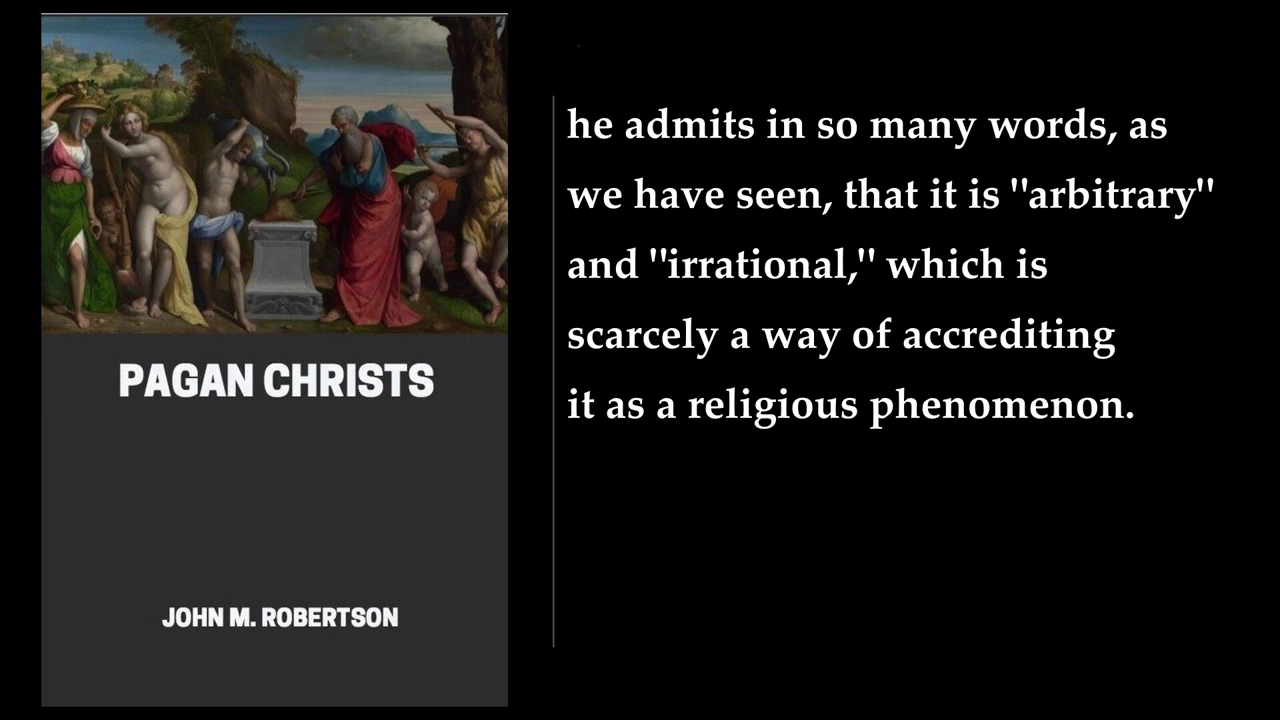 PAGAN CHRISTS
JOHN M. ROBERTSON
he admits in so many words, as
we have seen, that it is "arbitrary"
and "irrational," which is
scarcely a way of accrediting
it as a religious phenomenon.